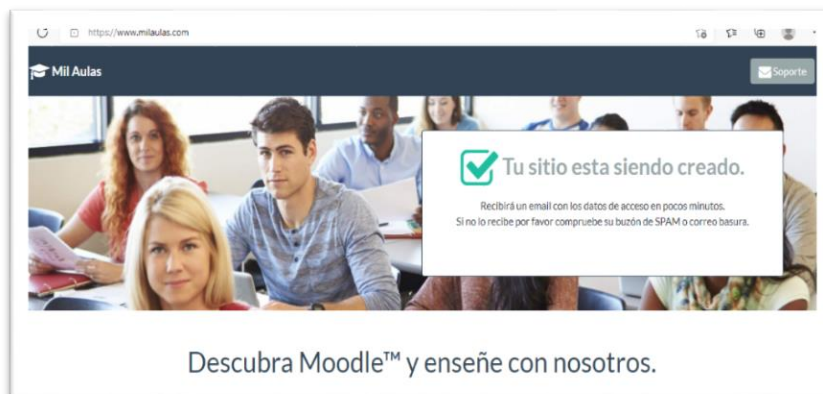 https://www.milaulas.com
Mil Aulas
Soporte
Tu sitio esta siendo creado.
Recibirá un email con los datos de acceso en pocos minutos.
Si no lo recibe por favor compruebe su buzón de SPAM o correo basura.
Descubra Moodle™ y enseñe con nosotros.